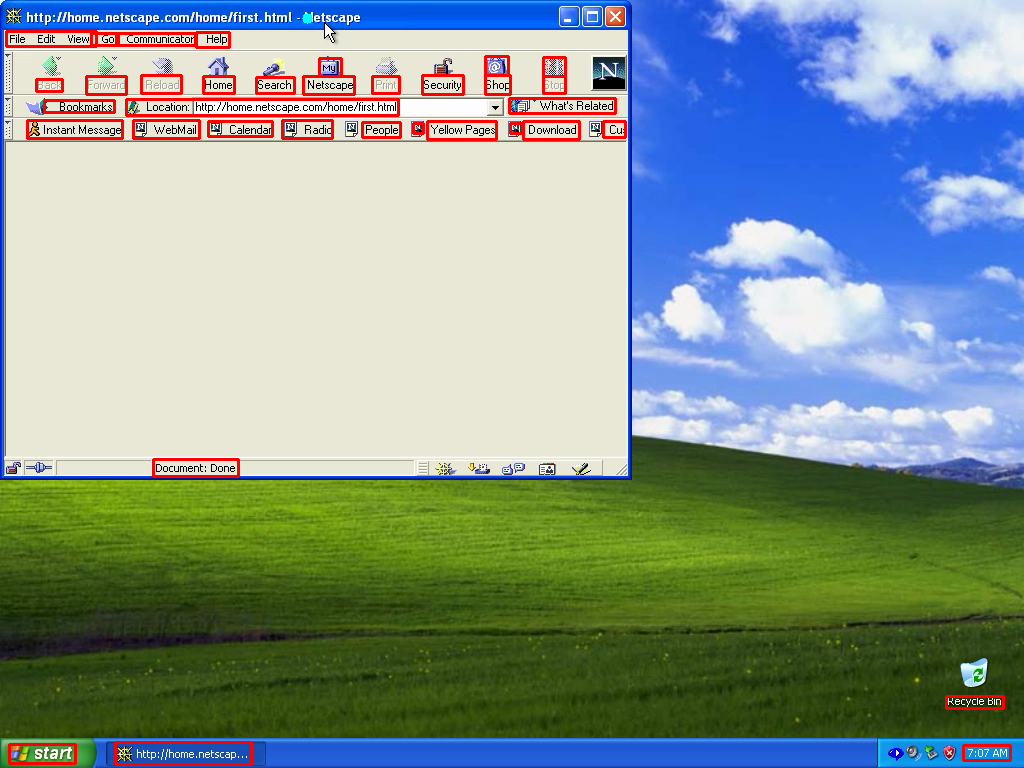 http://home.netscape.com/home/first.html - Netscape
File Edit View Go Communicator Help
My N
Back Forward Reload Home Search Netscape Print Security Shop Stop
Bookmarks Location: http://home.netscape.com/home/first.html What's Related
Instant Message WebMail Calendar Radio People Yellow Pages Download Cus
Document: Done
Recycle Bin
start http://home.netscap... 7:07 AM